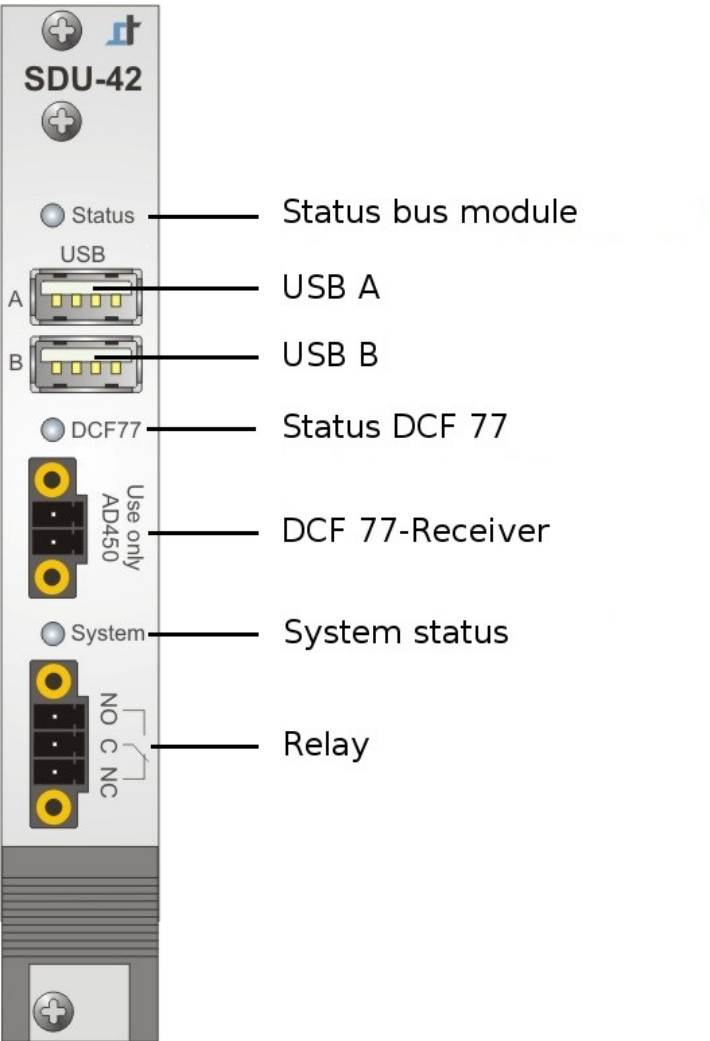 SDU-42
Status
Status bus module
USB
A
USB A
B
USB B
DCF77
Status DCF 77
Use only
AD450
DCF 77-Receiver
System
System status
NO
C
NC
Relay